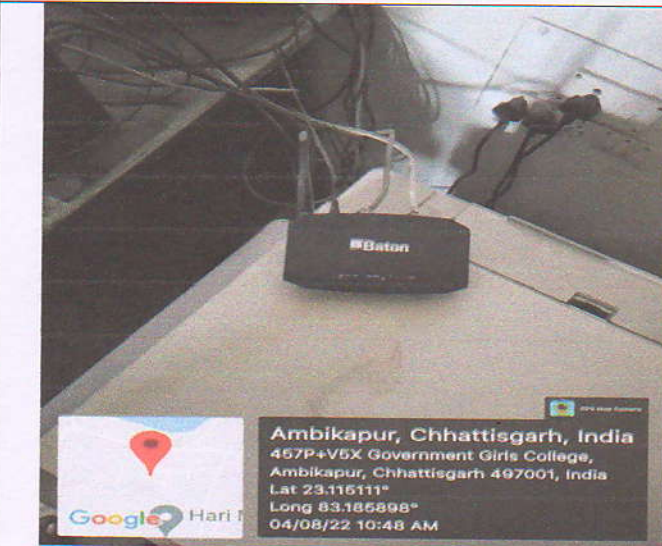 Baton
GPS Map Camera
Ambikapur, Chhattisgarh, India
457P+V5X Government Girls College,
Ambikapur, Chhattisgarh 497001, India
Lat 23.115111°
Long 83.185898°
04/08/22 10:48 AM
Google
Hari